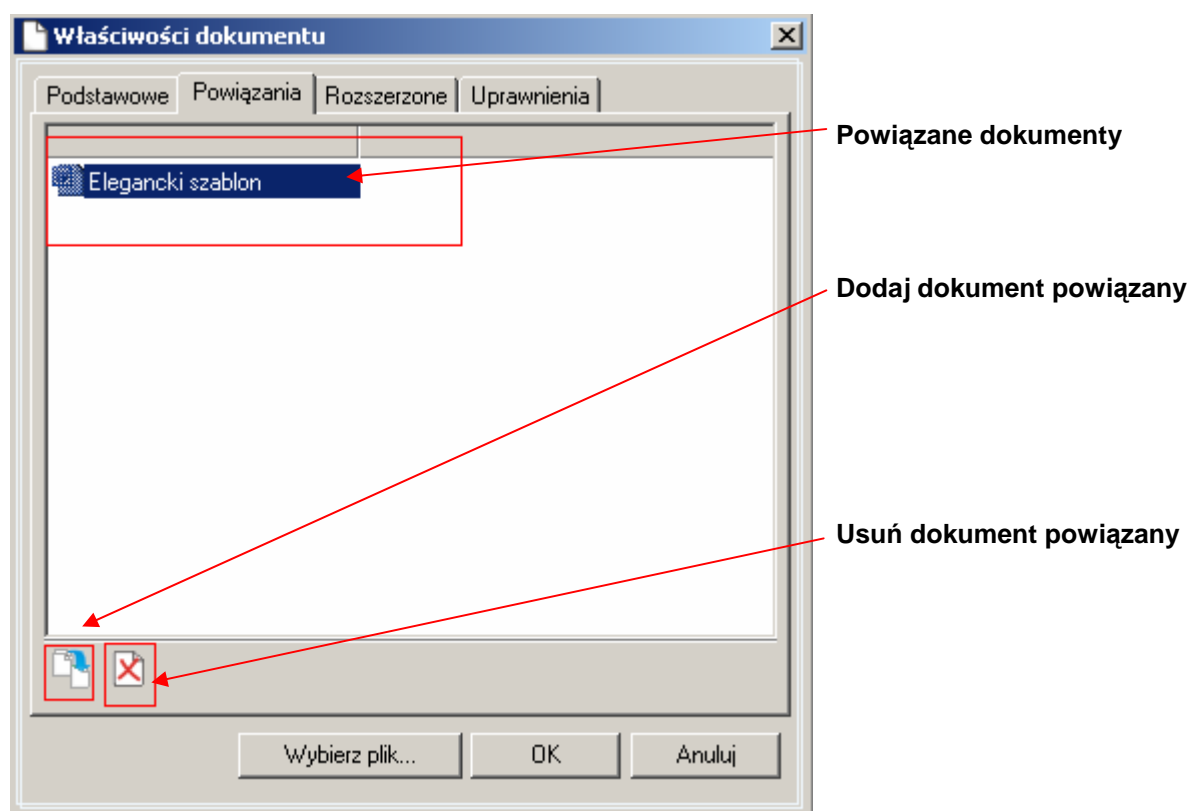 Właściwości dokumentu
Podstawowe Powiązania Rozszerzone Uprawnienia
Powiązane dokumenty
Elegancki szablon
Dodaj dokument powiązany
Usuń dokument powiązany
Wybierz plik... OK Anuluj